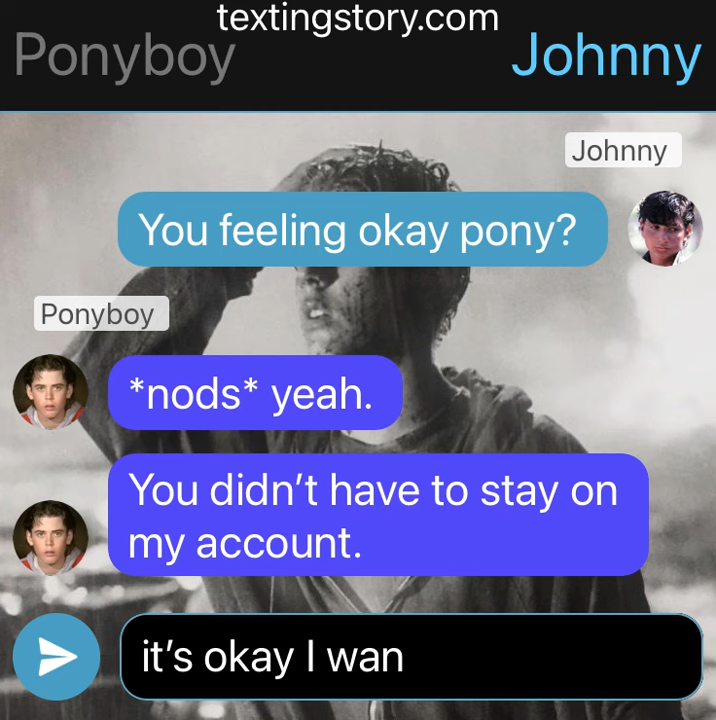 textingstory.com
Ponyboy Johnny
Johnny
You feeling okay pony?
Ponyboy
*nods* yeah.
You didn’t have to stay on
my account.
it’s okay I wan